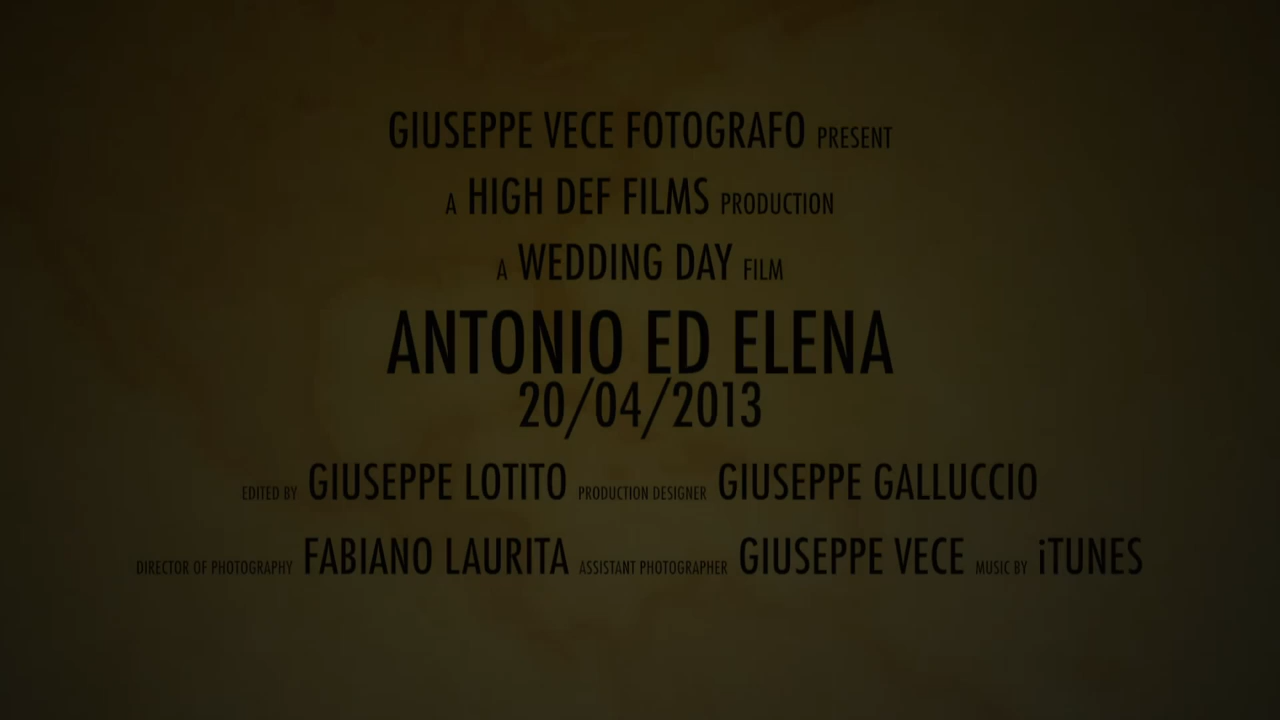 GIUSEPPE VECE FOTOGRAFO PRESENT
A HIGH DEF FILMS PRODUCTION
A WEDDING DAY FILM
ANTONIO ED ELENA
20/04/2013
EDITED BY GIUSEPPE LOTITO PRODUCTION DESIGNER GIUSEPPE GALLUCCIO
DIRECTOR OF PHOTOGRAPHY FABIANO LAURITA ASSISTANT PHOTOGRAPHER GIUSEPPE VECE MUSIC BY iTUNES